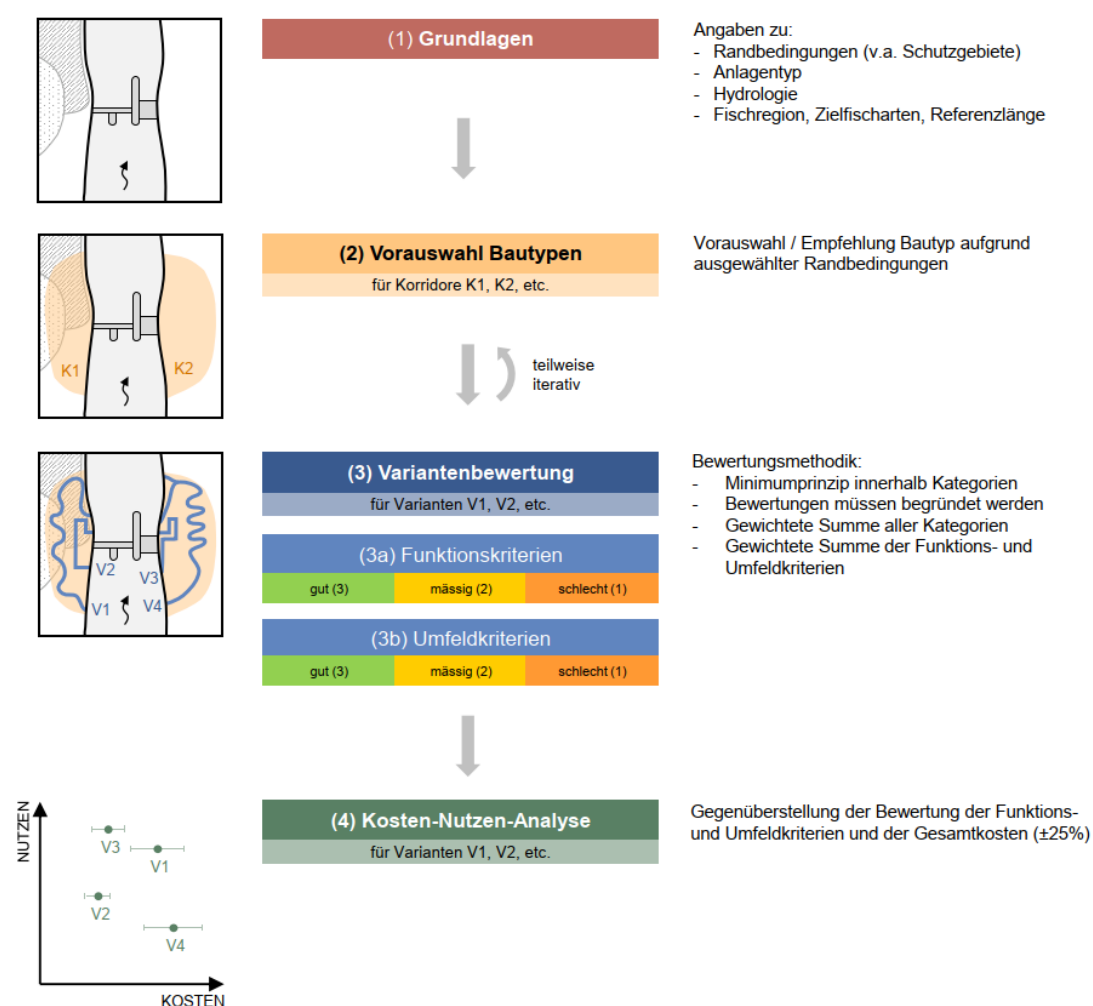 (1) Grundlagen
Angaben zu:
- Randbedingungen (v.a. Schutzgebiete)
- Anlagentyp
- Hydrologie
- Fischregion, Zielfischarten, Referenzlänge
(2) Vorauswahl Bautypen
für Korridore K1, K2, etc.
Vorauswahl / Empfehlung Bautyp aufgrund
ausgewählter Randbedingungen
K1
K2
teilweise
iterativ
(3) Variantenbewertung
für Varianten V1, V2, etc.
(3a) Funktionskriterien
gut (3)
mässig (2)
schlecht (1)
(3b) Umfeldkriterien
gut (3)
mässig (2)
schlecht (1)
Bewertungsmethodik:
- Minimumprinzip innerhalb Kategorien
- Bewertungen müssen begründet werden
- Gewichtete Summe aller Kategorien
- Gewichtete Summe der Funktions- und
Umfeldkriterien
V2
V3
V1
V4
(4) Kosten-Nutzen-Analyse
für Varianten V1, V2, etc.
Gegenüberstellung der Bewertung der Funktions-
und Umfeldkriterien und der Gesamtkosten (±25%)
NUTZEN
V3
V1
V2
V4
KOSTEN